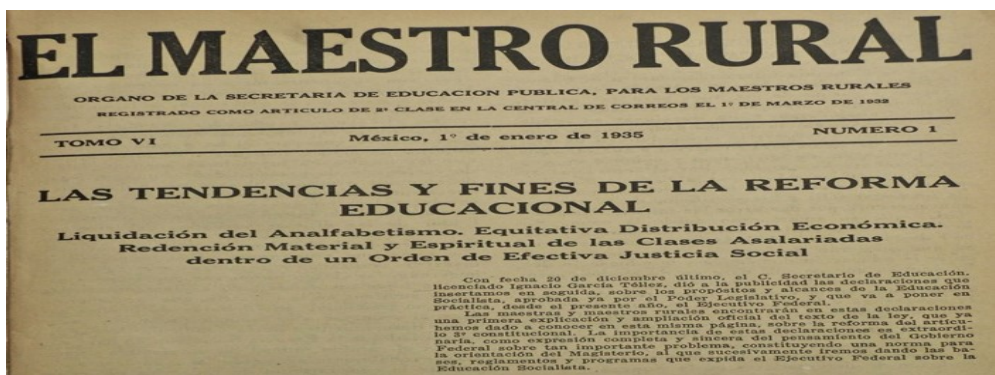 EL MAESTRO RURAL
ORGANO DE LA SECRETARIA DE EDUCACION PUBLICA, PARA LOS MAESTROS RURALES
REGISTRADO COMO ARTICULO DE 2ª CLASE EN LA CENTRAL DE CORREOS EL 1º DE MARZO DE 1932
TOMO VI México, 1º de enero de 1935 NUMERO 1
LAS TENDENCIAS Y FINES DE LA REFORMA
EDUCACIONAL
Liquidación del Analfabetismo. Equitativa Distribución Económica.
Redención Material y Espiritual de las Clases Asalariadas
dentro de un Orden de Efectiva Justicia Social
Con fecha 20 de diciembre último, el C. Secretario de Educación,
licenciado Ignacio García Téllez, dió a la publicidad las declaraciones que
insertamos en seguida, sobre los propósitos y alcances de la Educación
Socialista, aprobada ya por el Poder Legislativo, y que va a poner en
práctica, desde el presente año, el Ejecutivo Federal.
Las maestras y maestros rurales encontrarán en estas declaraciones
una primera explicación y ampliación oficial del texto de la ley, que ya
hemos dado a conocer en esta misma página, sobre la reforma del artícu-
lo 3º constitucional. La importancia de estas declaraciones es extraordi-
naria, como expresión completa y sincera del pensamiento del Gobierno
Federal sobre tan importante problema, constituyendo una norma para
la orientación del Magisterio, al que sucesivamente iremos dando las ba-
ses, reglamentos y programas que expida el Ejecutivo Federal sobre la
Educación Socialista.